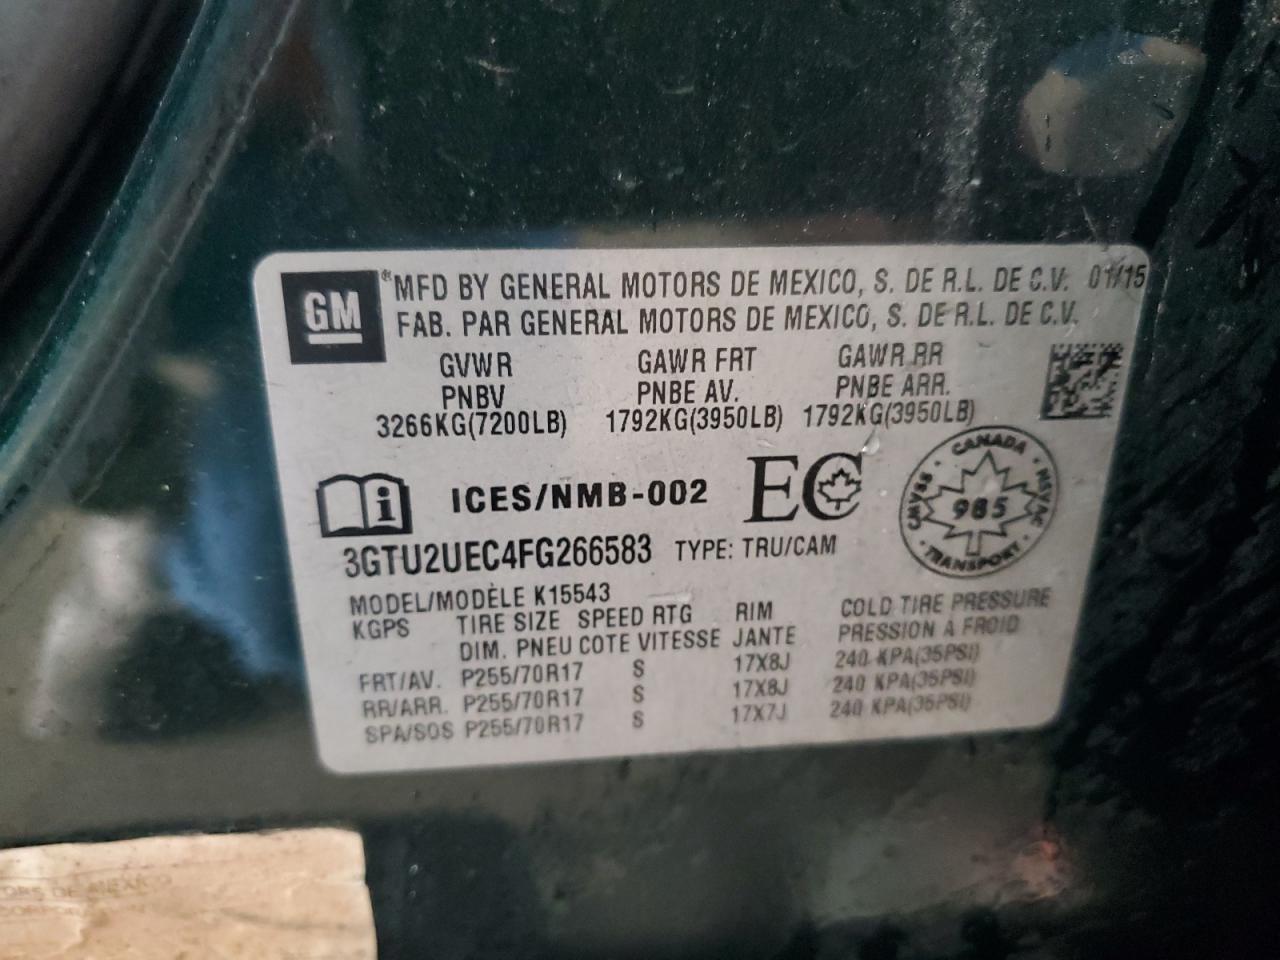 GM
®MFD BY GENERAL MOTORS DE MEXICO, S. DE R.L. DE C.V. 01/15
FAB. PAR GENERAL MOTORS DE MEXICO, S. DE R.L. DE C.V.
GVWR GAWR FRT GAWR RR
PNBV PNBE AV. PNBE ARR.
3266KG(7200LB) 1792KG(3950LB) 1792KG(3950LB)
i ICES/NMB-002 EC
CANADA
CMVSS 985 NSVAC
TRANSPORT
3GTU2UEC4FG266583 TYPE: TRU/CAM
MODEL/MODÈLE K15543
KGPS TIRE SIZE SPEED RTG RIM COLD TIRE PRESSURE
DIM. PNEU COTE VITESSE JANTE PRESSION À FROID
FRT/AV. P255/70R17 S 17X8J 240 KPA(35PSI)
RR/ARR. P255/70R17 S 17X8J 240 KPA(35PSI)
SPA/SOS P255/70R17 S 17X7J 240 KPA(35PSI)
DE MEXICO